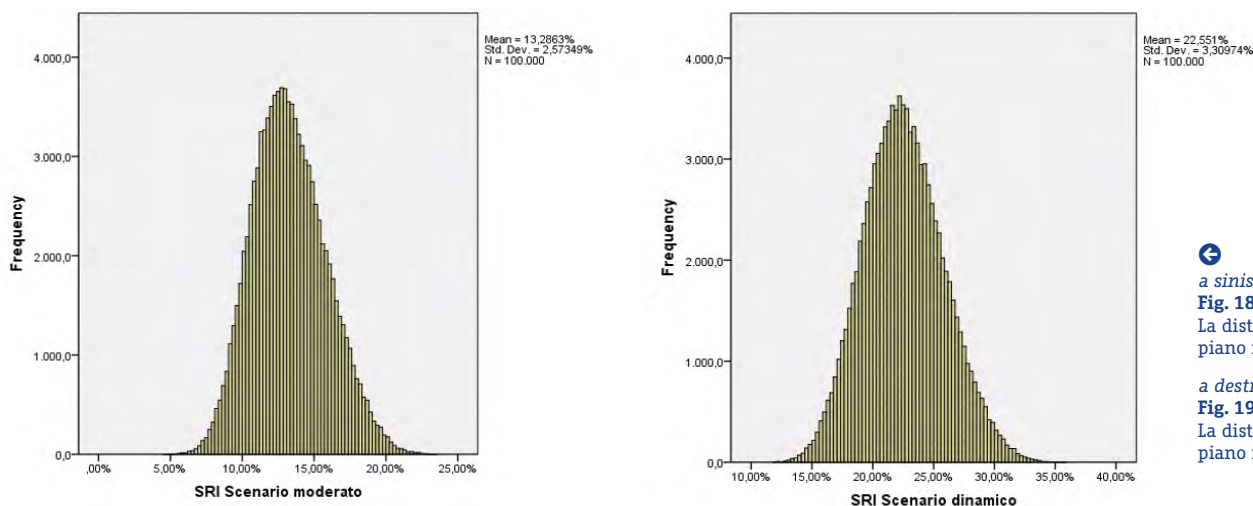 4.000,0
3.000,0
2.000,0
1.000,0
0,0
Frequency
,00%
5,00%
10,00%
15,00%
20,00%
25,00%
SRI Scenario moderato
Mean = 13,2863%
Std. Dev. = 2,57349%
N = 100.000
4.000,0
3.000,0
2.000,0
1.000,0
0,0
Frequency
10,00%
15,00%
20,00%
25,00%
30,00%
35,00%
40,00%
SRI Scenario dinamico
Mean = 22,551%
Std. Dev. = 3,30974%
N = 100.000
a sinis
Fig. 18
La dist
piano
a destr
Fig. 19
La dist
piano